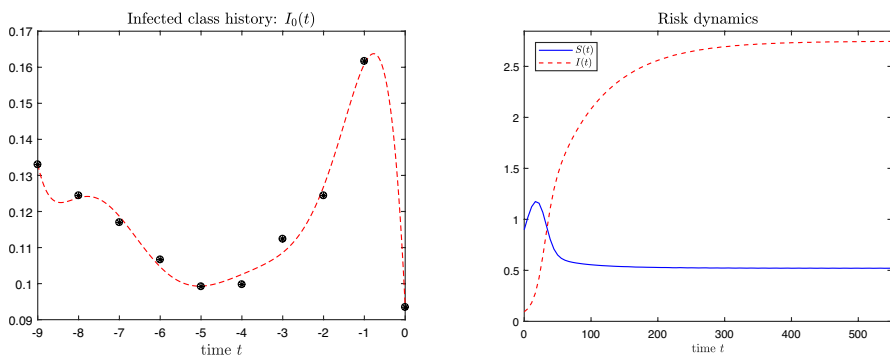 Infected class history: I₀(t)
0.17
0.16
0.15
0.14
0.13
0.12
0.11
0.1
0.09
-9 -8 -7 -6 -5 -4 -3 -2 -1 0
time t
Risk dynamics
S(t)
I(t)
2.5
2
1.5
1
0.5
0
0 100 200 300 400 500
time t